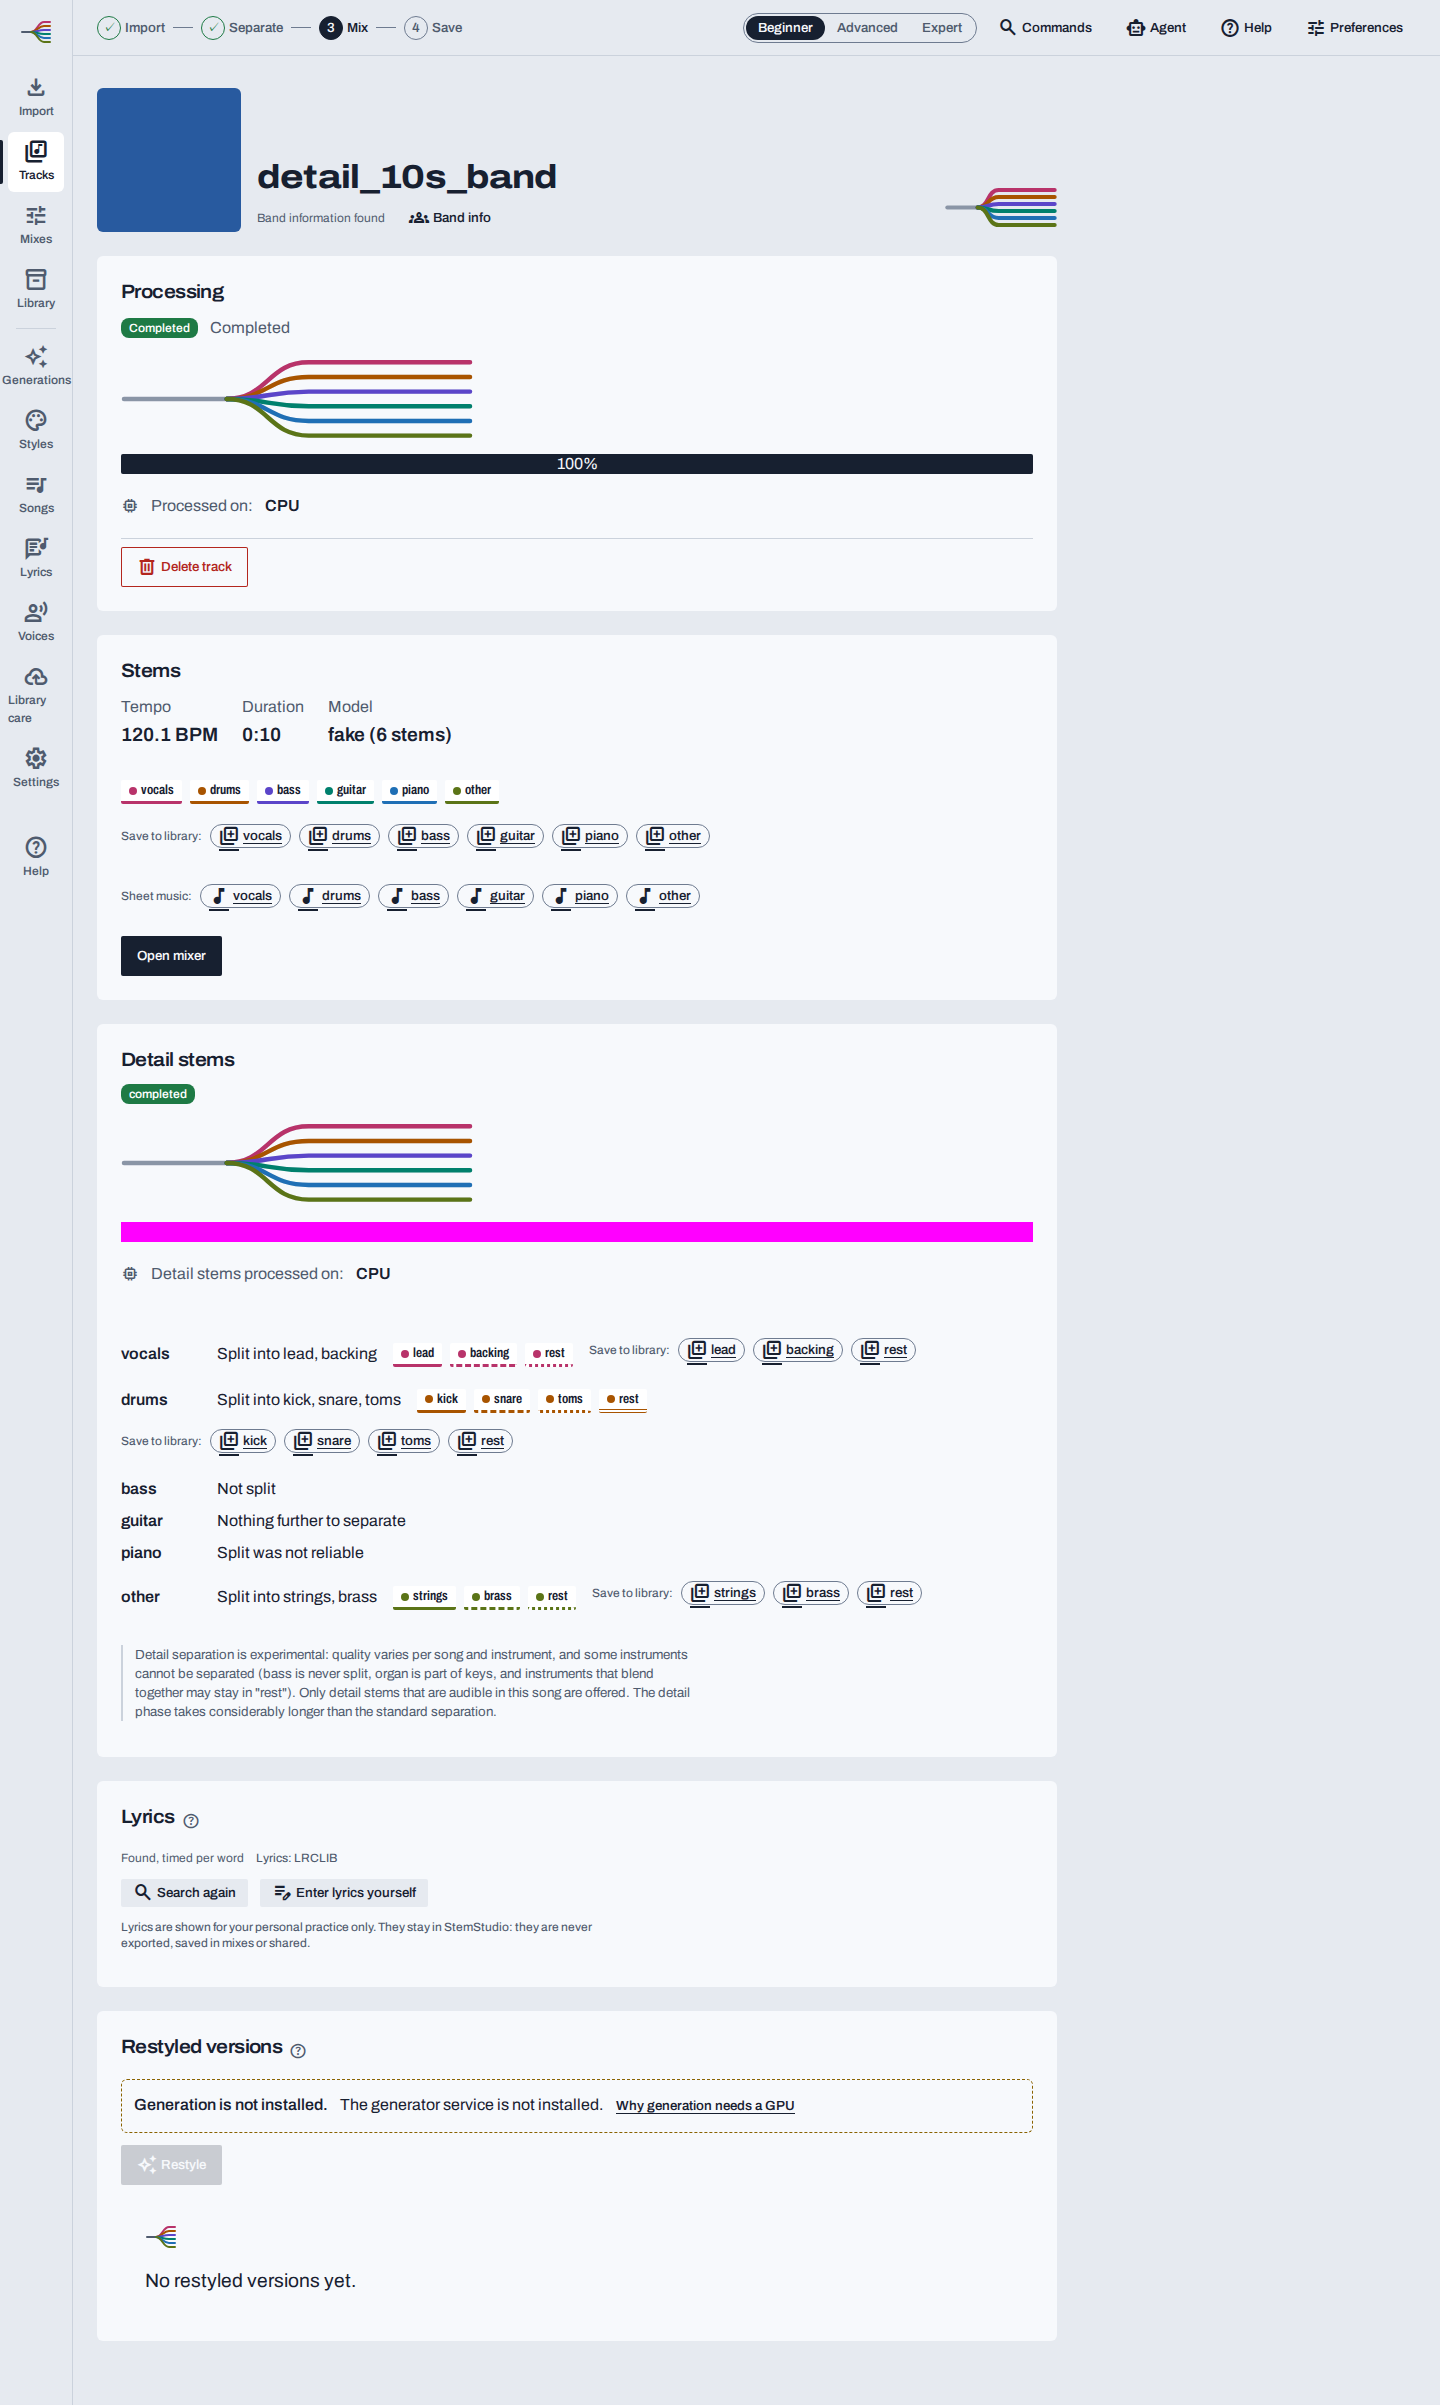 Import
Separate
3 Mix
4 Save
Beginner
Advanced
Expert
Commands
Agent
Help
Preferences
Import
Tracks
Mixes
Library
Generations
Styles
Songs
Lyrics
Voices
Library
care
Settings
Help
detail_10s_band
Band information found
Band info
Processing
Completed Completed
100%
Processed on: CPU
Delete track
Stems
Tempo Duration Model
120.1 BPM 0:10 fake (6 stems)
vocals drums bass guitar piano other
Save to library: vocals drums bass guitar piano other
Sheet music: vocals drums bass guitar piano other
Open mixer
Detail stems
completed
Detail stems processed on: CPU
vocals Split into lead, backing lead backing rest Save to library: lead backing rest
drums Split into kick, snare, toms kick snare toms rest
Save to library: kick snare toms rest
bass Not split
guitar Nothing further to separate
piano Split was not reliable
other Split into strings, brass strings brass rest Save to library: strings brass rest
Detail separation is experimental: quality varies per song and instrument, and some instruments
cannot be separated (bass is never split, organ is part of keys, and instruments that blend
together may stay in "rest"). Only detail stems that are audible in this song are offered. The detail
phase takes considerably longer than the standard separation.
Lyrics
Found, timed per word Lyrics: LRCLIB
Search again
Enter lyrics yourself
Lyrics are shown for your personal practice only. They stay in StemStudio: they are never
exported, saved in mixes or shared.
Restyled versions
Generation is not installed. The generator service is not installed. Why generation needs a GPU
Restyle
No restyled versions yet.